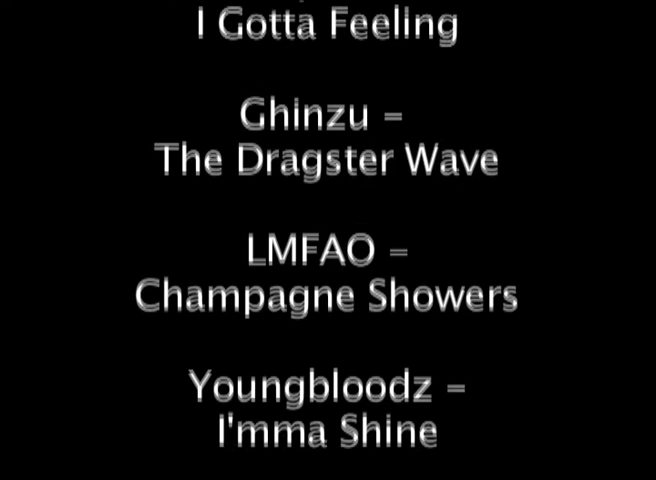 I Gotta Feeling
Ghinzu -
The Dragster Wave
LMFAO -
Champagne Showers
Youngbloodz -
I'mma Shine